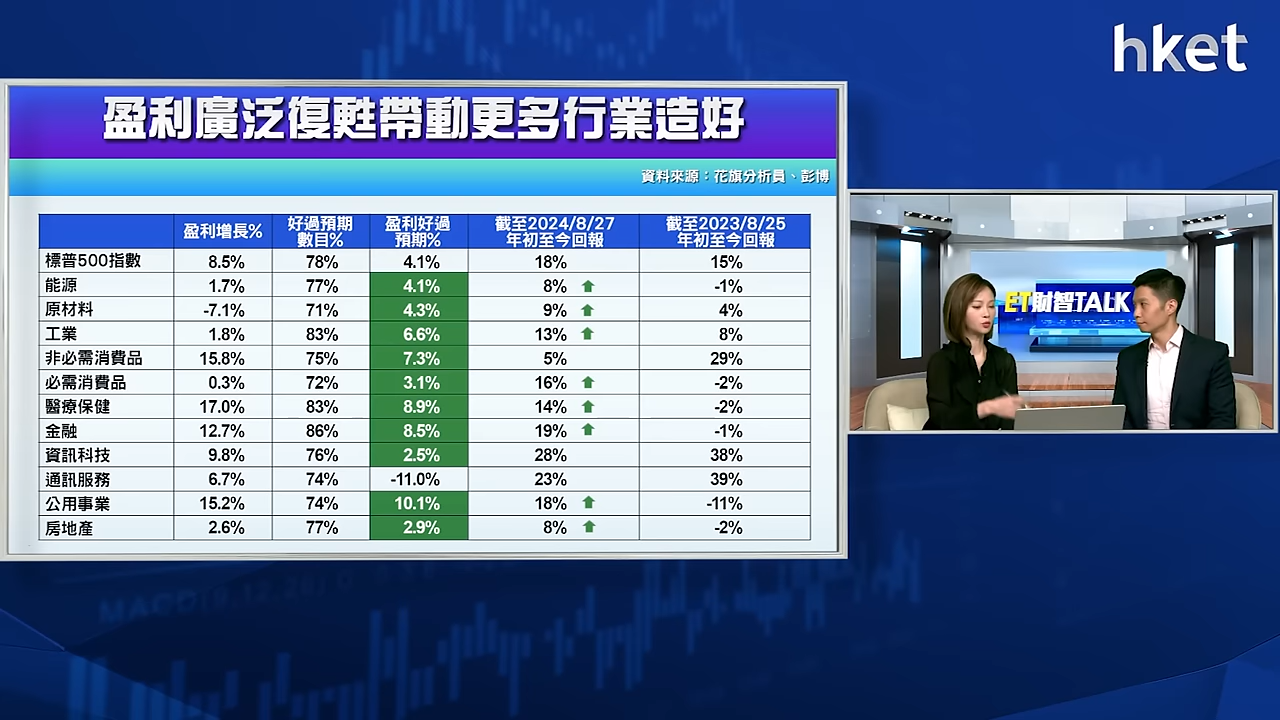 hket
盈利廣泛復甦帶動更多行業造好
資料來源：花旗分析員、彭博
盈利增長% 好過預期數目% 盈利好過預期% 截至2024/8/27年初至今回報 截至2023/8/25年初至今回報
標普500指數 8.5% 78% 4.1% 18% 15%
能源 1.7% 77% 4.1% 8% -1%
原材料 -7.1% 71% 4.3% 9% 4%
工業 1.8% 83% 6.6% 13% 8%
非必需消費品 15.8% 75% 7.3% 5% 29%
必需消費品 0.3% 72% 3.1% 16% -2%
醫療保健 17.0% 83% 8.9% 14% -2%
金融 12.7% 86% 8.5% 19% -1%
資訊科技 9.8% 76% 2.5% 28% 38%
通訊服務 6.7% 74% -11.0% 23% 39%
公用事業 15.2% 74% 10.1% 18% -11%
房地產 2.6% 77% 2.9% 8% -2%
ET財智TALK